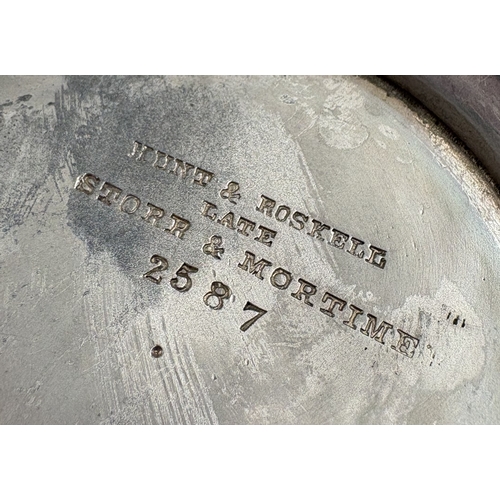 HUNT & ROSKELL
LATE
STORR & MORTIME
2587